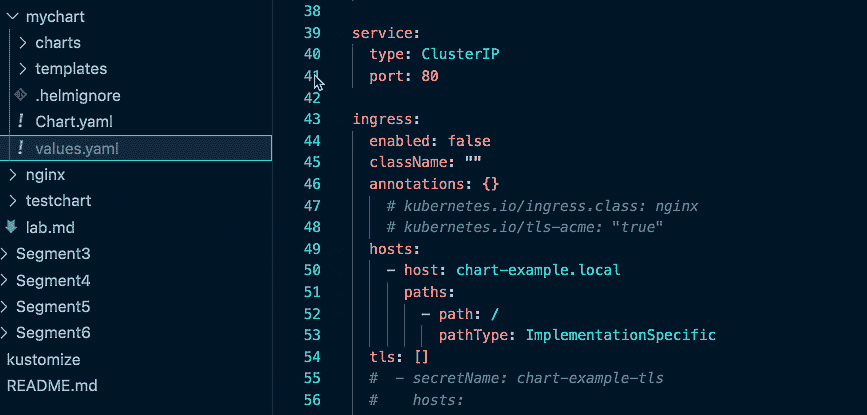 mychart
charts
templates
.helmignore
! Chart.yaml
! values.yaml
nginx
testchart
lab.md
Segment3
Segment4
Segment5
Segment6
kustomize
README.md
38
39 service:
40   type: ClusterIP
41   port: 80
42
43 ingress:
44   enabled: false
45   className: ""
46   annotations: {}
47     # kubernetes.io/ingress.class: nginx
48     # kubernetes.io/tls-acme: "true"
49   hosts:
50     - host: chart-example.local
51       paths:
52         - path: /
53           pathType: ImplementationSpecific
54   tls: []
55   #  - secretName: chart-example-tls
56   #    hosts: